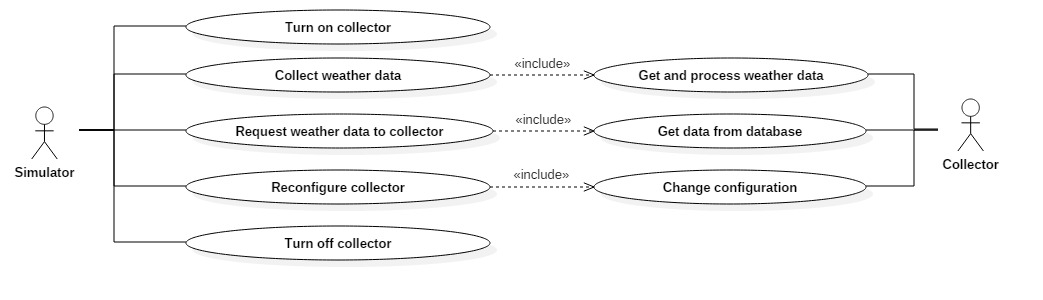 Turn on collector
Collect weather data
«include»
Get and process weather data
Request weather data to collector
«include»
Get data from database
Simulator
Collector
Reconfigure collector
«include»
Change configuration
Turn off collector